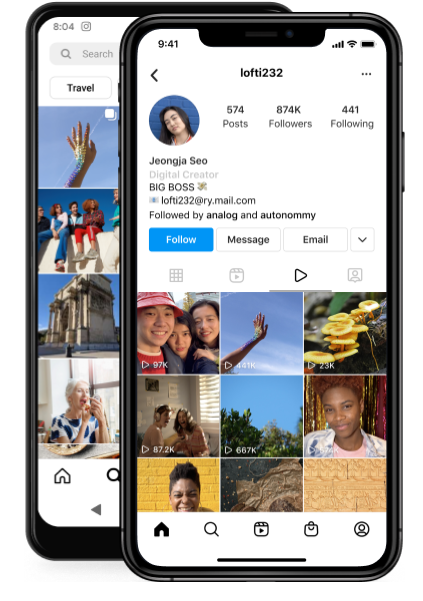 8:04
Search
Travel
9:41
lofti232
574 874K 441
Posts Followers Following
Jeongja Seo
Digital Creator
BIG BOSS 💸
📧 lofti232@ry.mail.com
Followed by analog and autonommy
Follow Message Email
97K 441K 23K
87.2K 667K